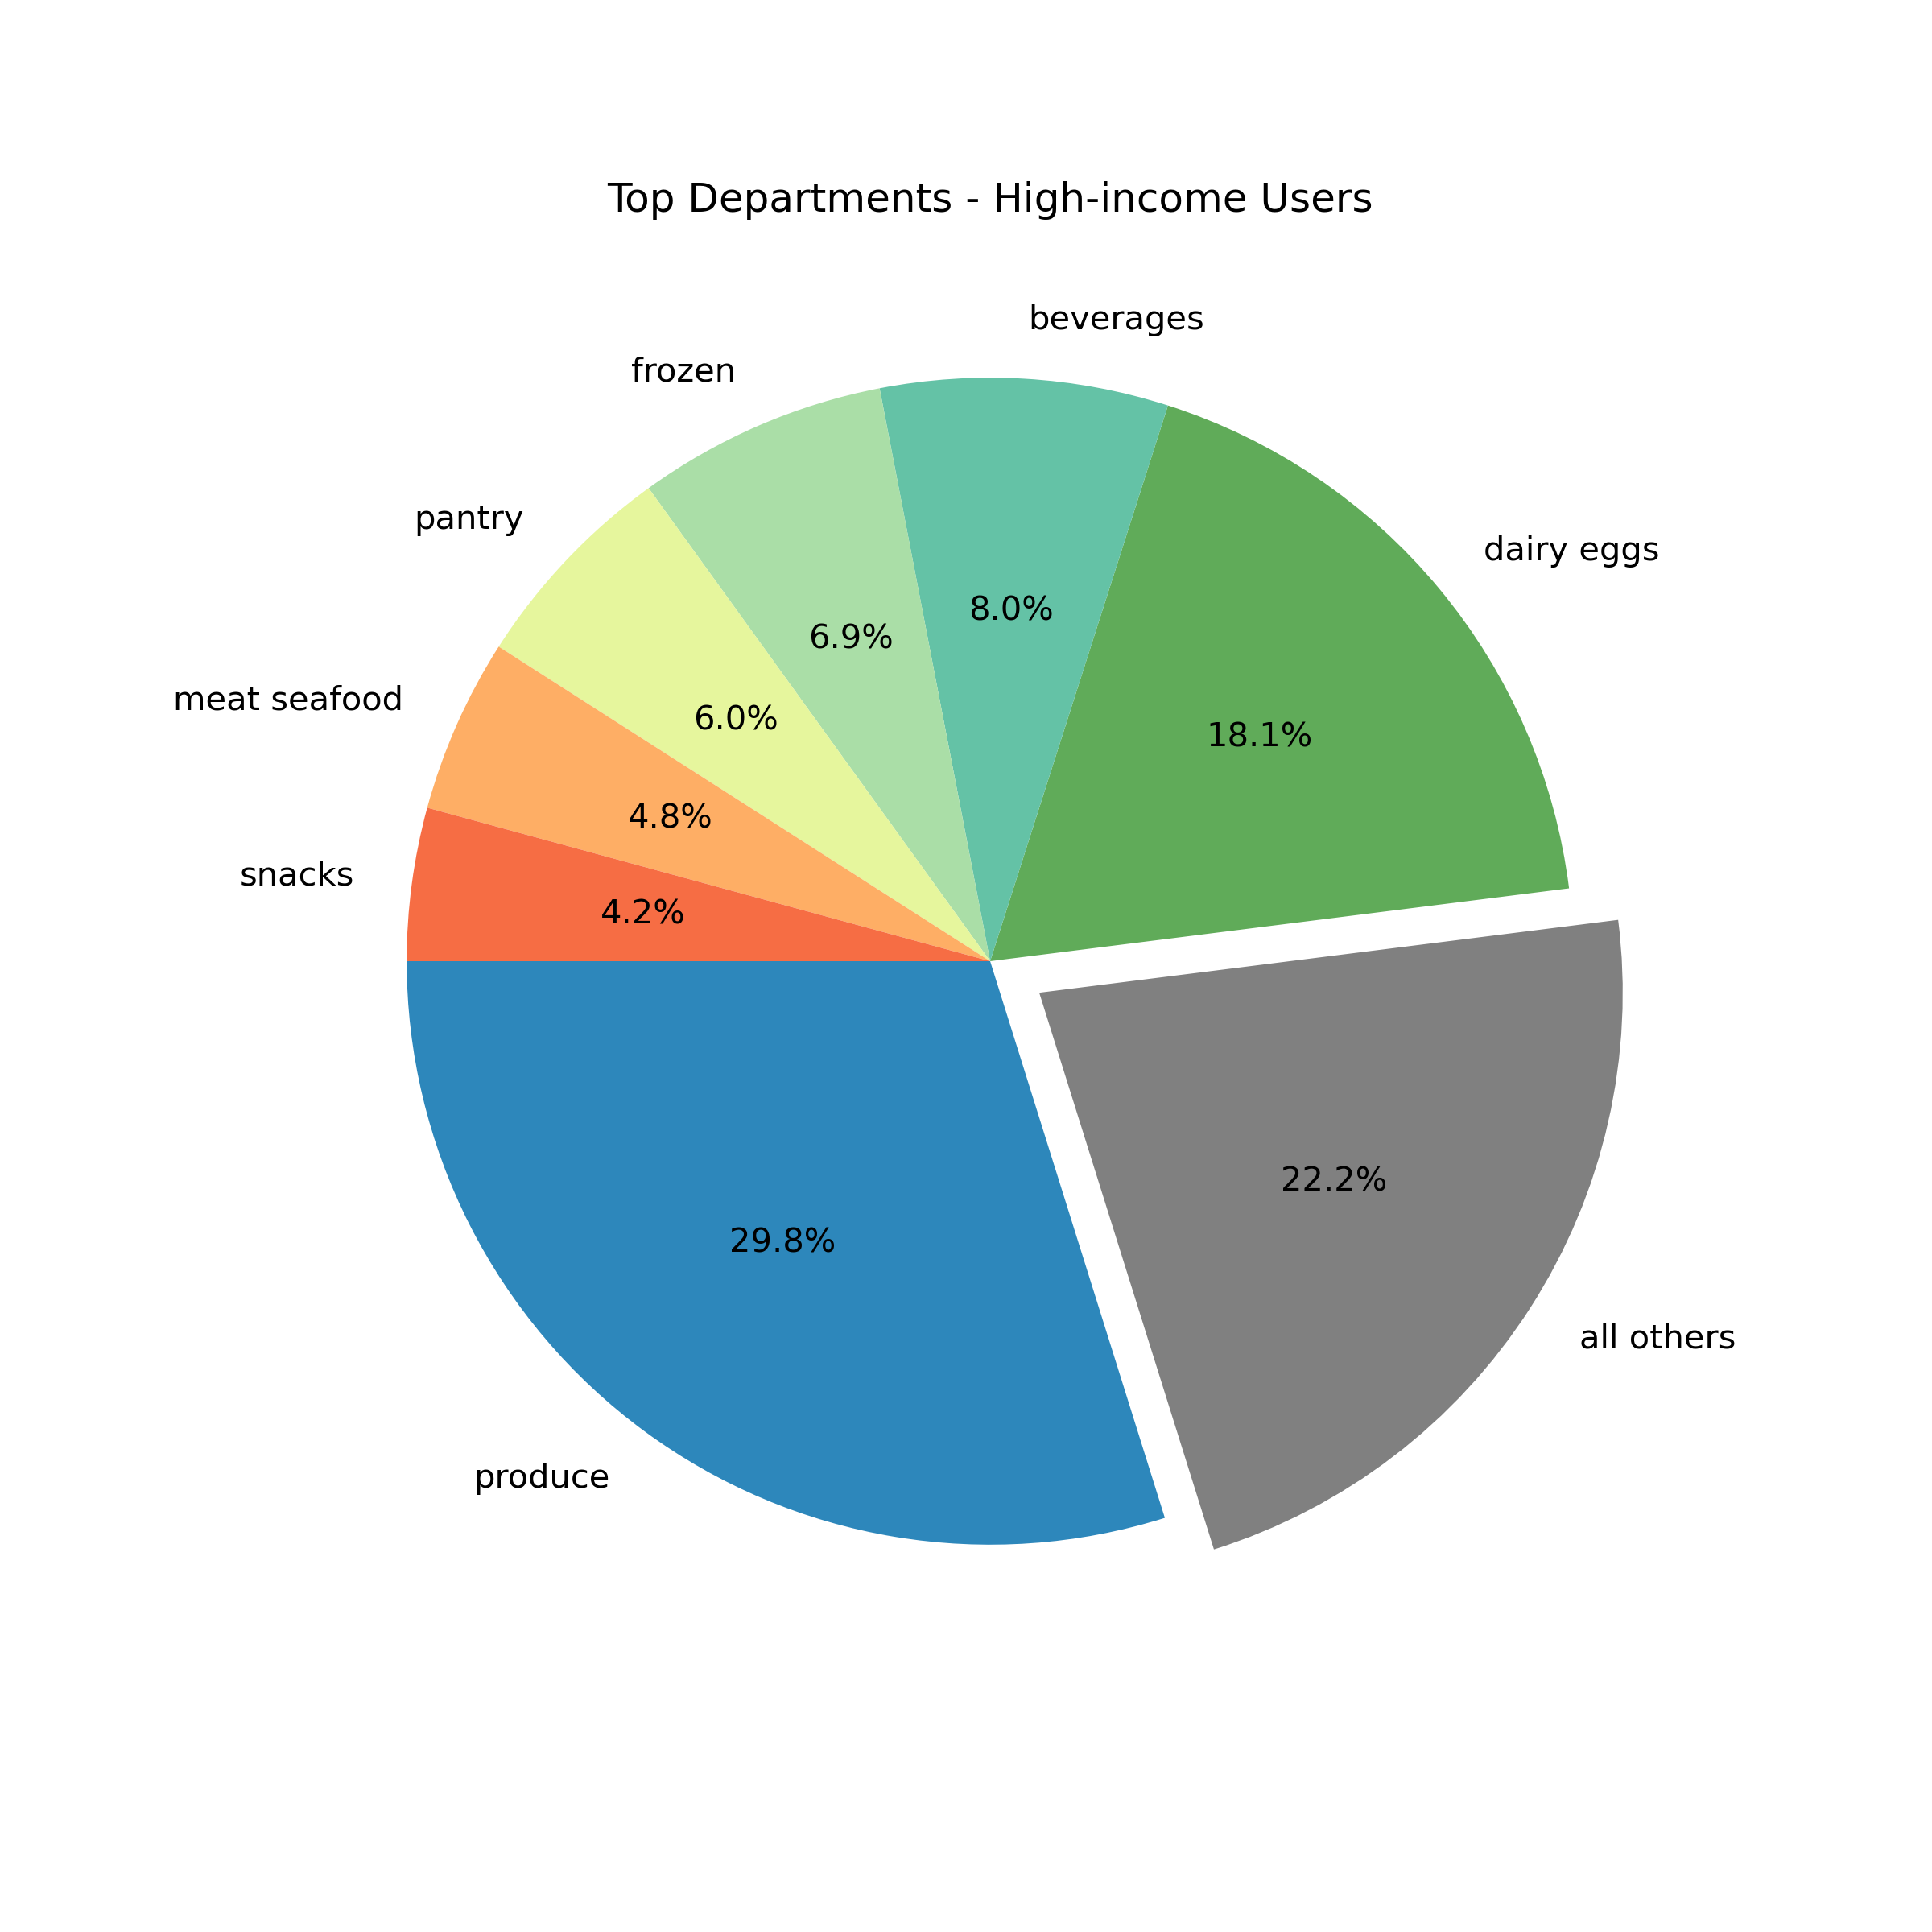 Top Departments - High-income Users
beverages
frozen
pantry
dairy eggs
8.0%
6.9%
meat seafood
6.0%
18.1%
4.8%
snacks
4.2%
22.2%
29.8%
all others
produce